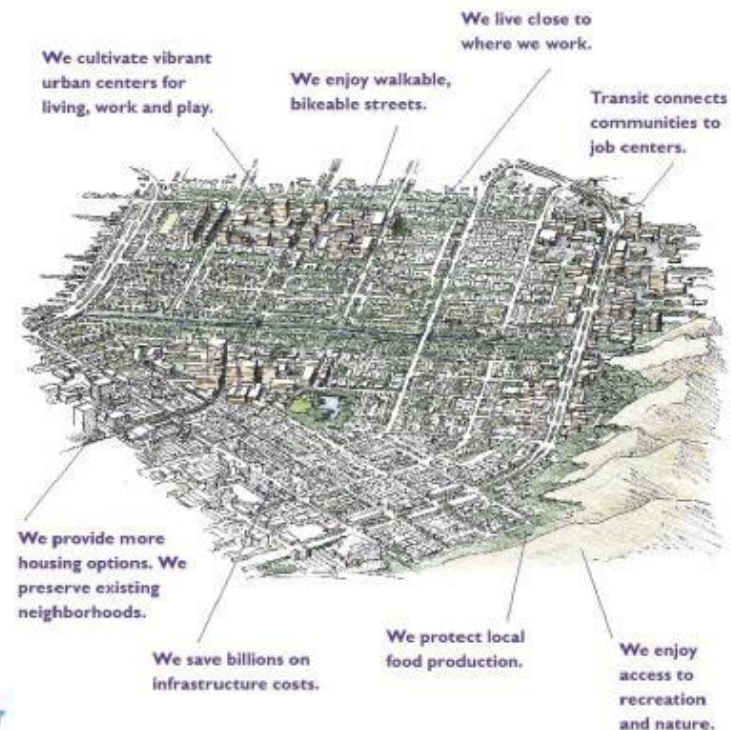 We live close to
where we work.
We cultivate vibrant
urban centers for
living, work and play.
We enjoy walkable,
bikeable streets.
Transit connects
communities to
job centers.
We provide more
housing options. We
preserve existing
neighborhoods.
We save billions on
infrastructure costs.
We protect local
food production.
We enjoy
access to
recreation
and nature.